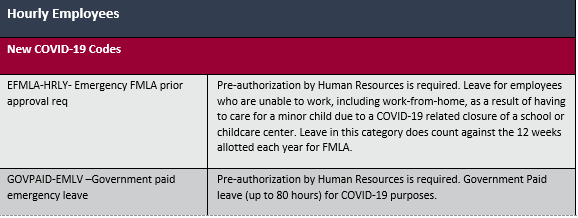 Hourly Employees
New COVID-19 Codes
EFMLA-HRLY- Emergency FMLA prior
approval req
Pre-authorization by Human Resources is required. Leave for employees
who are unable to work, including work-from-home, as a result of having
to care for a minor child due to a COVID-19 related closure of a school or
childcare center. Leave in this category does count against the 12 weeks
allotted each year for FMLA.
GOVPAID-EMLV –Government paid
emergency leave
Pre-authorization by Human Resources is required. Government Paid
leave (up to 80 hours) for COVID-19 purposes.